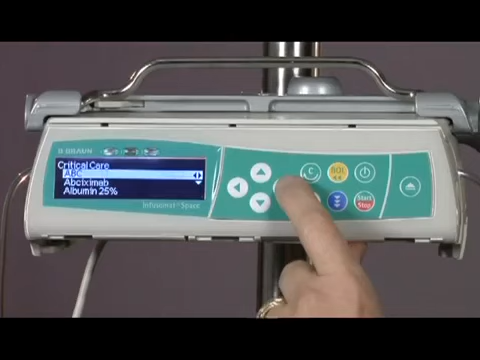 B|BRAUN
Critical Care
ABC
Abciximab
Albumin 25%
Infusomat® Space
C
BOL
Start
Stop